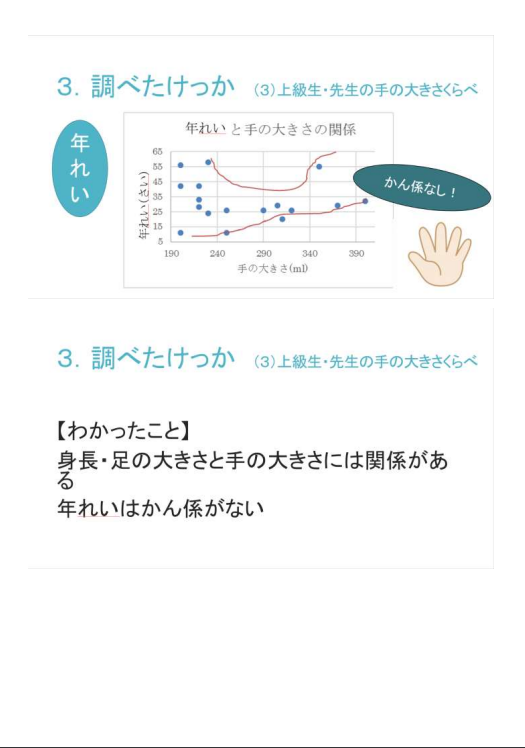 3．調べたけっか （3）上級生・先生の手の大きさくらべ
年れい
年れい と手の大きさの関係
年れい(さい)
65
55
45
35
25
15
5
190 240 290 340 390
手の大きさ(ml)
かん係なし！
3．調べたけっか （3）上級生・先生の手の大きさくらべ
【わかったこと】
身長・足の大きさと手の大きさには関係があ
る
年れいはかん係がない